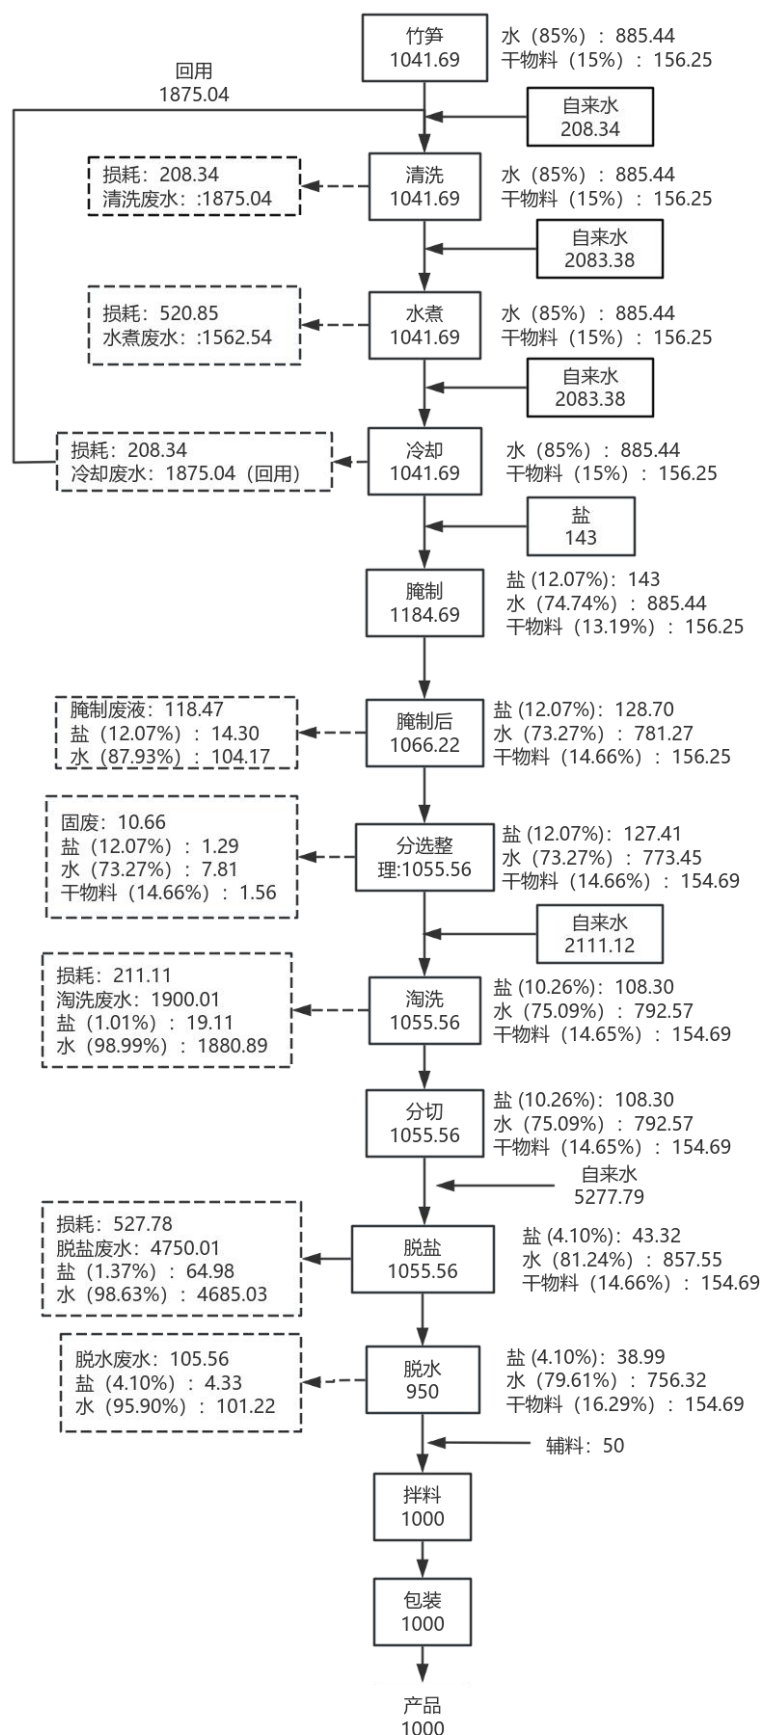 竹笋
1041.69
水（85%）: 885.44
干物料（15%）: 156.25
回用
1875.04
自来水
208.34
损耗: 208.34
清洗废水: :1875.04
清洗
1041.69
水（85%）: 885.44
干物料（15%）: 156.25
自来水
2083.38
损耗: 520.85
水煮废水: :1562.54
水煮
1041.69
水（85%）: 885.44
干物料（15%）: 156.25
自来水
2083.38
损耗: 208.34
冷却废水: 1875.04（回用）
冷却
1041.69
水（85%）: 885.44
干物料（15%）: 156.25
盐
143
腌制
1184.69
盐 (12.07%): 143
水（74.74%）: 885.44
干物料（13.19%）: 156.25
腌制废液: 118.47
盐 (12.07%) : 14.30
水（87.93%）: 104.17
腌制后
1066.22
盐 (12.07%): 128.70
水（73.27%）: 781.27
干物料（14.66%）: 156.25
固废: 10.66
盐（12.07%）: 1.29
水（73.27%）: 7.81
干物料（14.66%）: 1.56
分选整
理:1055.56
盐 (12.07%): 127.41
水（73.27%）: 773.45
干物料（14.66%）: 154.69
自来水
2111.12
损耗: 211.11
淘洗废水: 1900.01
盐 (1.01%) : 19.11
水（98.99%）: 1880.89
淘洗
1055.56
盐 (10.26%): 108.30
水（75.09%）: 792.57
干物料（14.65%）: 154.69
分切
1055.56
盐 (10.26%): 108.30
水（75.09%）: 792.57
干物料（14.65%）: 154.69
自来水
5277.79
损耗: 527.78
脱盐废水: 4750.01
盐（1.37%）: 64.98
水（98.63%）: 4685.03
脱盐
1055.56
盐 (4.10%): 43.32
水（81.24%）: 857.55
干物料（14.66%）: 154.69
脱水废水: 105.56
盐（4.10%）: 4.33
水（95.90%）: 101.22
脱水
950
盐 (4.10%): 38.99
水（79.61%）: 756.32
干物料（16.29%）: 154.69
辅料: 50
拌料
1000
包装
1000
产品
1000